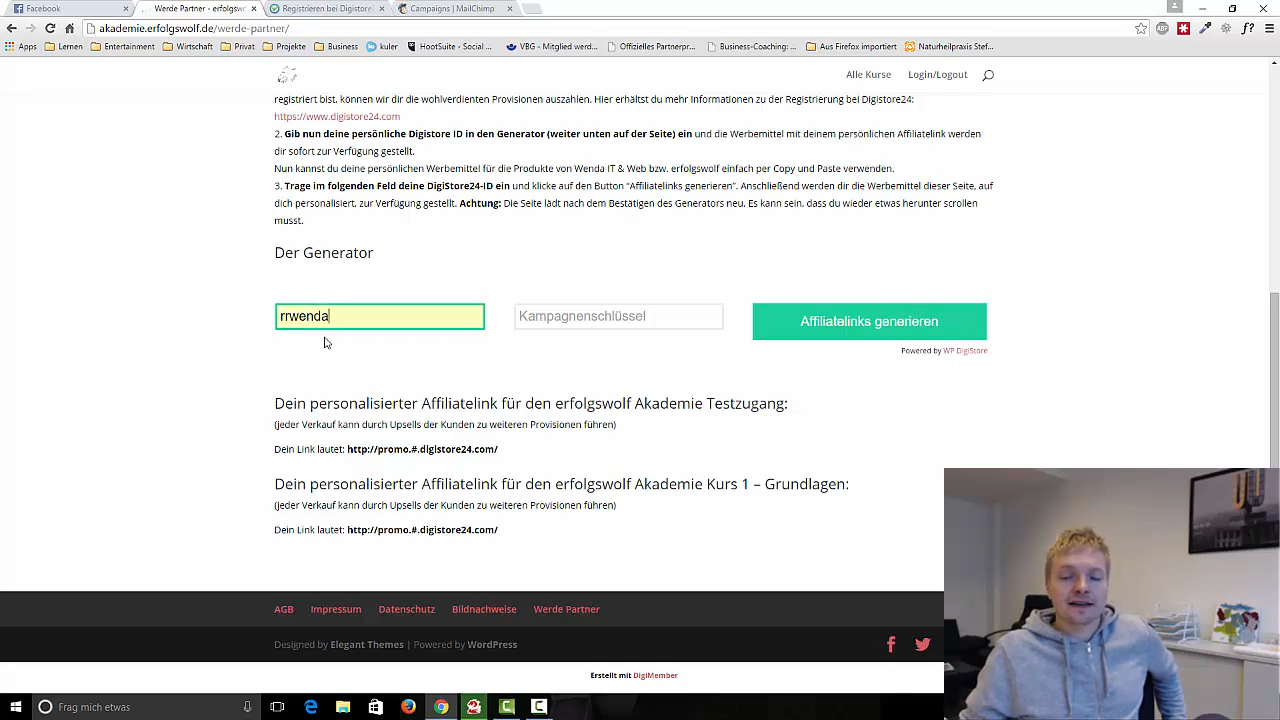 Facebook
Werde Partner - erfolgswo
Registrieren bei Digistore
Campaigns | MailChimp
akademie.erfolgswolf.de/werde-partner/
Apps Lernen Entertainment Wirtschaft Privat Projekte Business kuler HootSuite - Social ... VBG - Mitglied werd... Offizielles Partnerpr... Business-Coaching: ... Aus Firefox importiert Naturheilpraxis Stef...
Alle Kurse Login/Logout
registriert bist, können wir dir die wohlverdienten Provisionen auszahlen. Hier erhältst du mehr Informationen zu der Registrierung bei Digistore24:
https://www.digistore24.com
2. Gib nun deine persönliche Digistore ID in den Generator (weiter unten auf der Seite) ein und die Werbemittel mit deinem persönlichen Affiliatelink werden
dir sofort zur Verfügung gestellt.
Nun kannst du deine persönlichen Werbemittel für die Produkte von Wenda IT & Web bzw. erfolgswolf einfach per Copy und Paste verwenden.
3. Trage im folgenden Feld deine DigiStore24-ID ein und klicke auf den Button “Affiliatelinks generieren”. Anschließend werden dir die Werbemittel dieser Seite, auf
dich personalisiert, zur Verfügung gestellt. Achtung: Die Seite lädt nach dem Bestätigen des Generators neu. Es kann sein, dass du wieder etwas herunter scrollen
musst.
Der Generator
rrwenda
Kampagnenschlüssel
Affiliatelinks generieren
Powered by WP DigiStore
Dein personalisierter Affiliatelink für den erfolgswolf Akademie Testzugang:
(jeder Verkauf kann durch Upsells der Kunden zu weiteren Provisionen führen)
Dein Link lautet: http://promo.#.digistore24.com/
Dein personalisierter Affiliatelink für den erfolgswolf Akademie Kurs 1 – Grundlagen:
(jeder Verkauf kann durch Upsells der Kunden zu weiteren Provisionen führen)
Dein Link lautet: http://promo.#.digistore24.com/
AGB Impressum Datenschutz Bildnachweise Werde Partner
Designed by Elegant Themes | Powered by WordPress
Erstellt mit DigiMember
Frag mich etwas